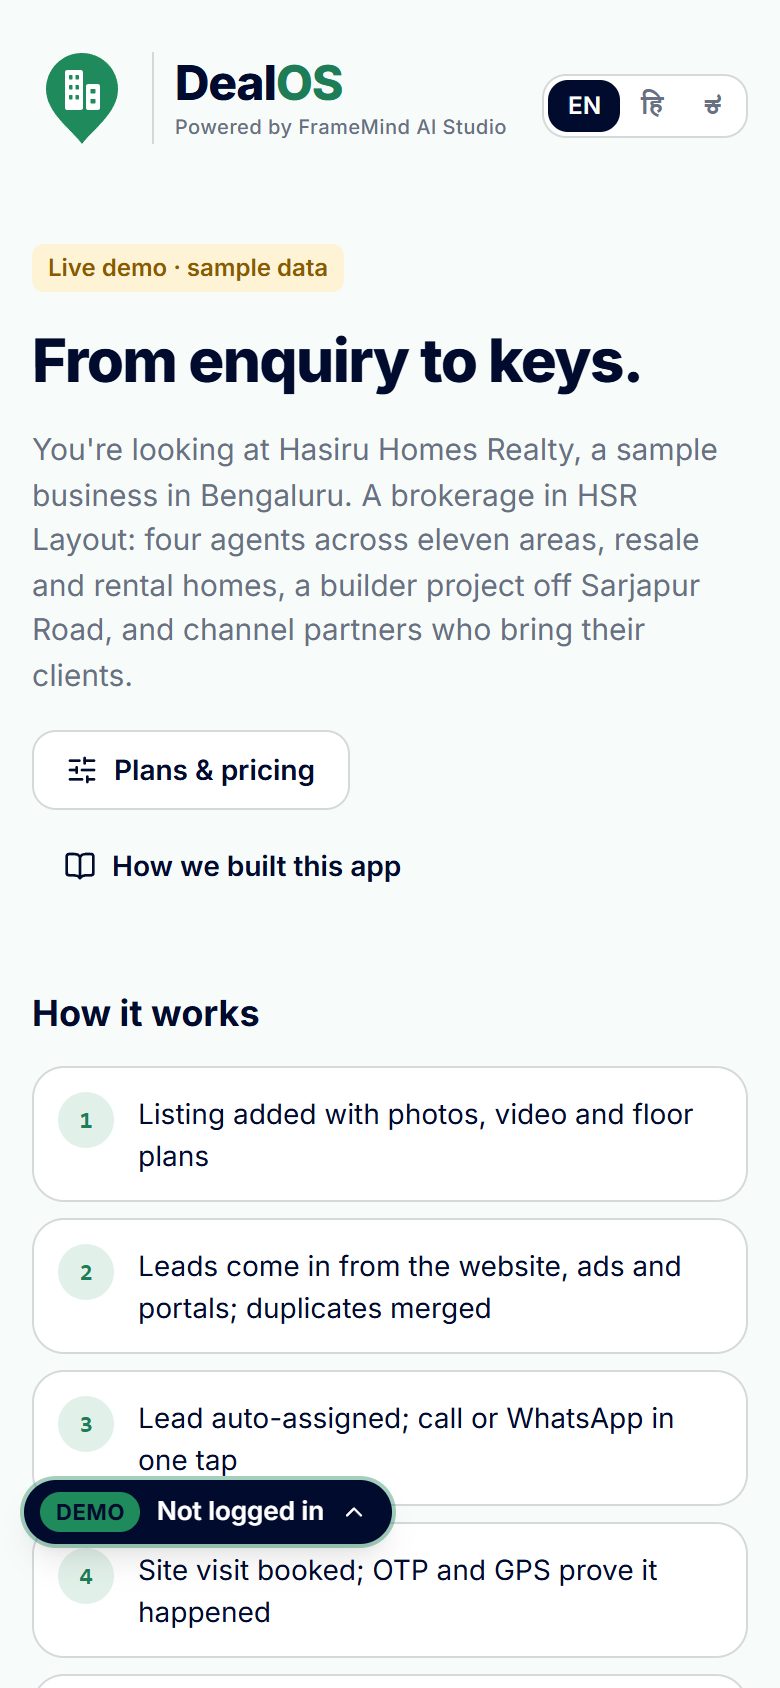 DealOS
Powered by FrameMind AI Studio
EN हि ಕ
Live demo · sample data
From enquiry to keys.
You're looking at Hasiru Homes Realty, a sample
business in Bengaluru. A brokerage in HSR
Layout: four agents across eleven areas, resale
and rental homes, a builder project off Sarjapur
Road, and channel partners who bring their
clients.
Plans & pricing
How we built this app
How it works
1 Listing added with photos, video and floor
plans
2 Leads come in from the website, ads and
portals; duplicates merged
3 Lead auto-assigned; call or WhatsApp in
one tap
DEMO Not logged in
4 Site visit booked; OTP and GPS prove it
happened